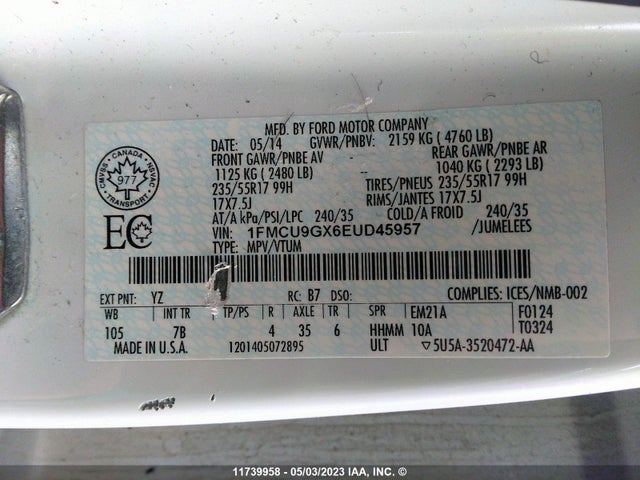 MFD. BY FORD MOTOR COMPANY
05/14 GVWR/PNBV: 2159 KG ( 4760 LB)
FRONT GAWR/PNBE AV REAR GAWR/PNBE AR
1125 KG ( 2480 LB) 1040 KG ( 2293 LB)
235/55R17 99H TIRES/PNEUS 235/55R17 99H
17X7.5J RIMS/JANTES 17X7.5J
AT/A kPa/PSI/LPC 240/35 COLD/A FROID 240/35
VIN: 1FMCU9GX6EUD45957 /JUMELEES
TYPE: MPV/VTUM
CANADA
CMVSS NSVAC
977
TRANSPORT
EC
EXT PNT: YZ RC: B7 DSO: COMPLIES: ICES/NMB-002
WB INT TR TP/PS R AXLE TR SPR EM21A F0124
105 7B 4 35 6 HHMM 10A T0324
MADE IN U.S.A. 1201405072895 ULT ▽5U5A-3520472-AA
11739958 - 05/03/2023 IAA, INC. ©